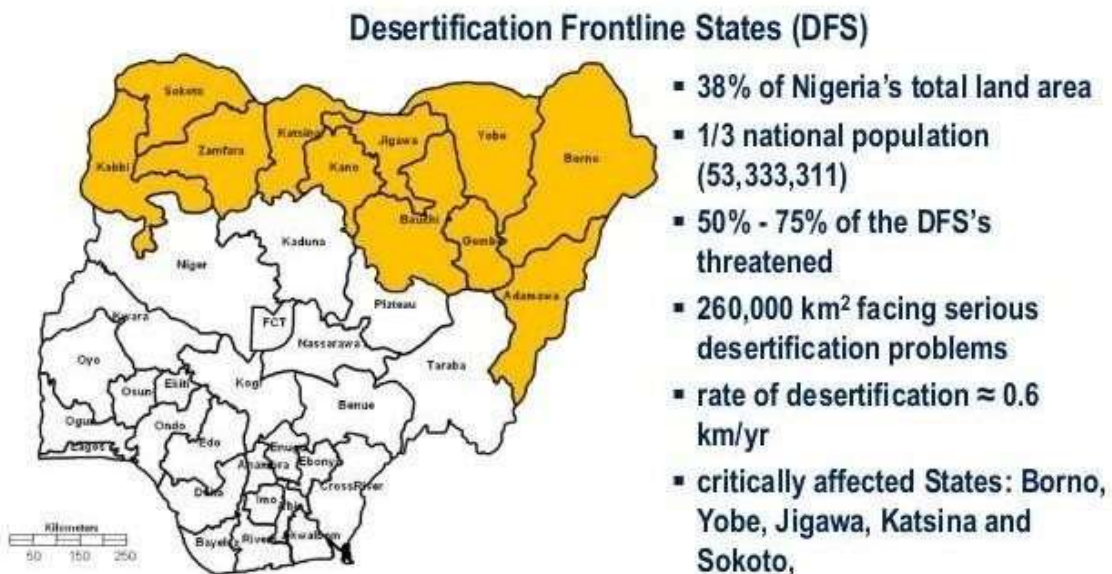 Desertification Frontline States (DFS)
▪ 38% of Nigeria's total land area
▪ 1/3 national population
(53,333,311)
▪ 50% - 75% of the DFS's
threatened
▪ 260,000 km² facing serious
desertification problems
▪ rate of desertification ≈ 0.6
km/yr
▪ critically affected States: Borno,
Yobe, Jigawa, Katsina and
Sokoto,
Sokoto
Katsina
Jigawa
Yobe
Borno
Zamfara
Kebbi
Kano
Bauchi
Gombe
Kaduna
Niger
Adamawa
Plateau
Kwara
FCT
Nassarawa
Taraba
Oyo
Ekiti
Kogi
Osun
Benue
Ogun
Ondo
Edo
Lagos
Enugu
Anambra
Ebonyi
CrossRiver
Delta
Imo
Abia
Bayelsa
Rivers
Akwaibom
Kilometers
50 150 250